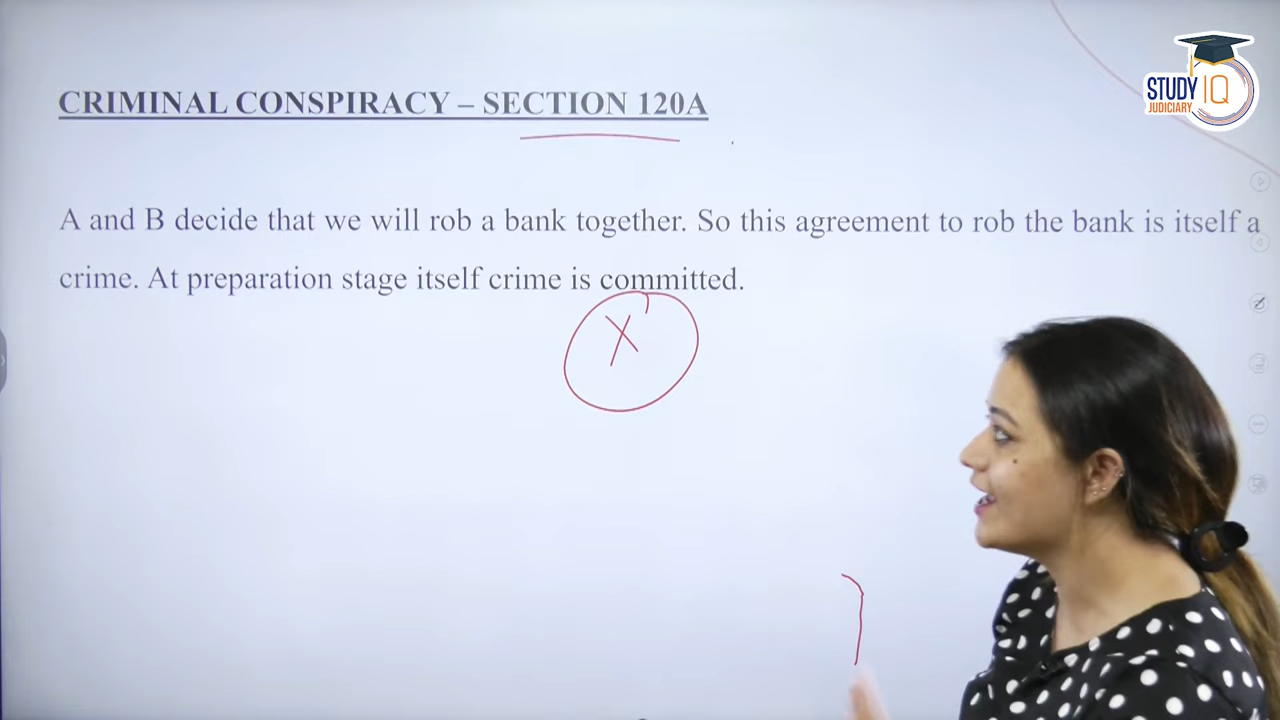 CRIMINAL CONSPIRACY – SECTION 120A
STUDY IQ
JUDICIARY
A and B decide that we will rob a bank together. So this agreement to rob the bank is itself a
crime. At preparation stage itself crime is committed.
X